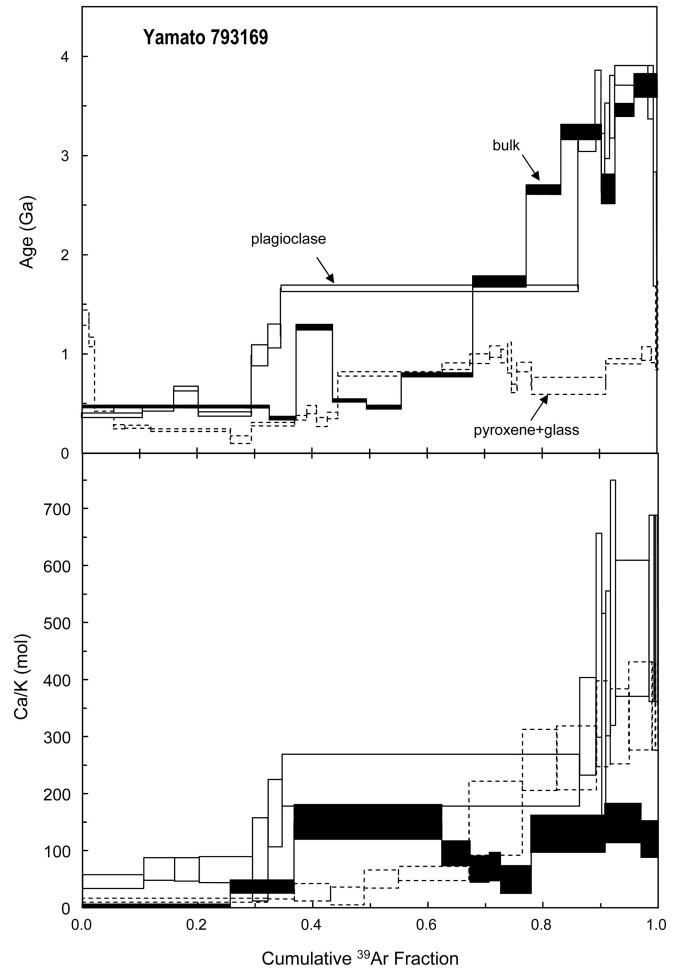 Yamato 793169
4
3
2
1
0
Age (Ga)
bulk
plagioclase
pyroxene+glass
700
600
500
400
300
200
100
0
Ca/K (mol)
0.0
0.2
0.4
0.6
0.8
1.0
Cumulative ³⁹Ar Fraction